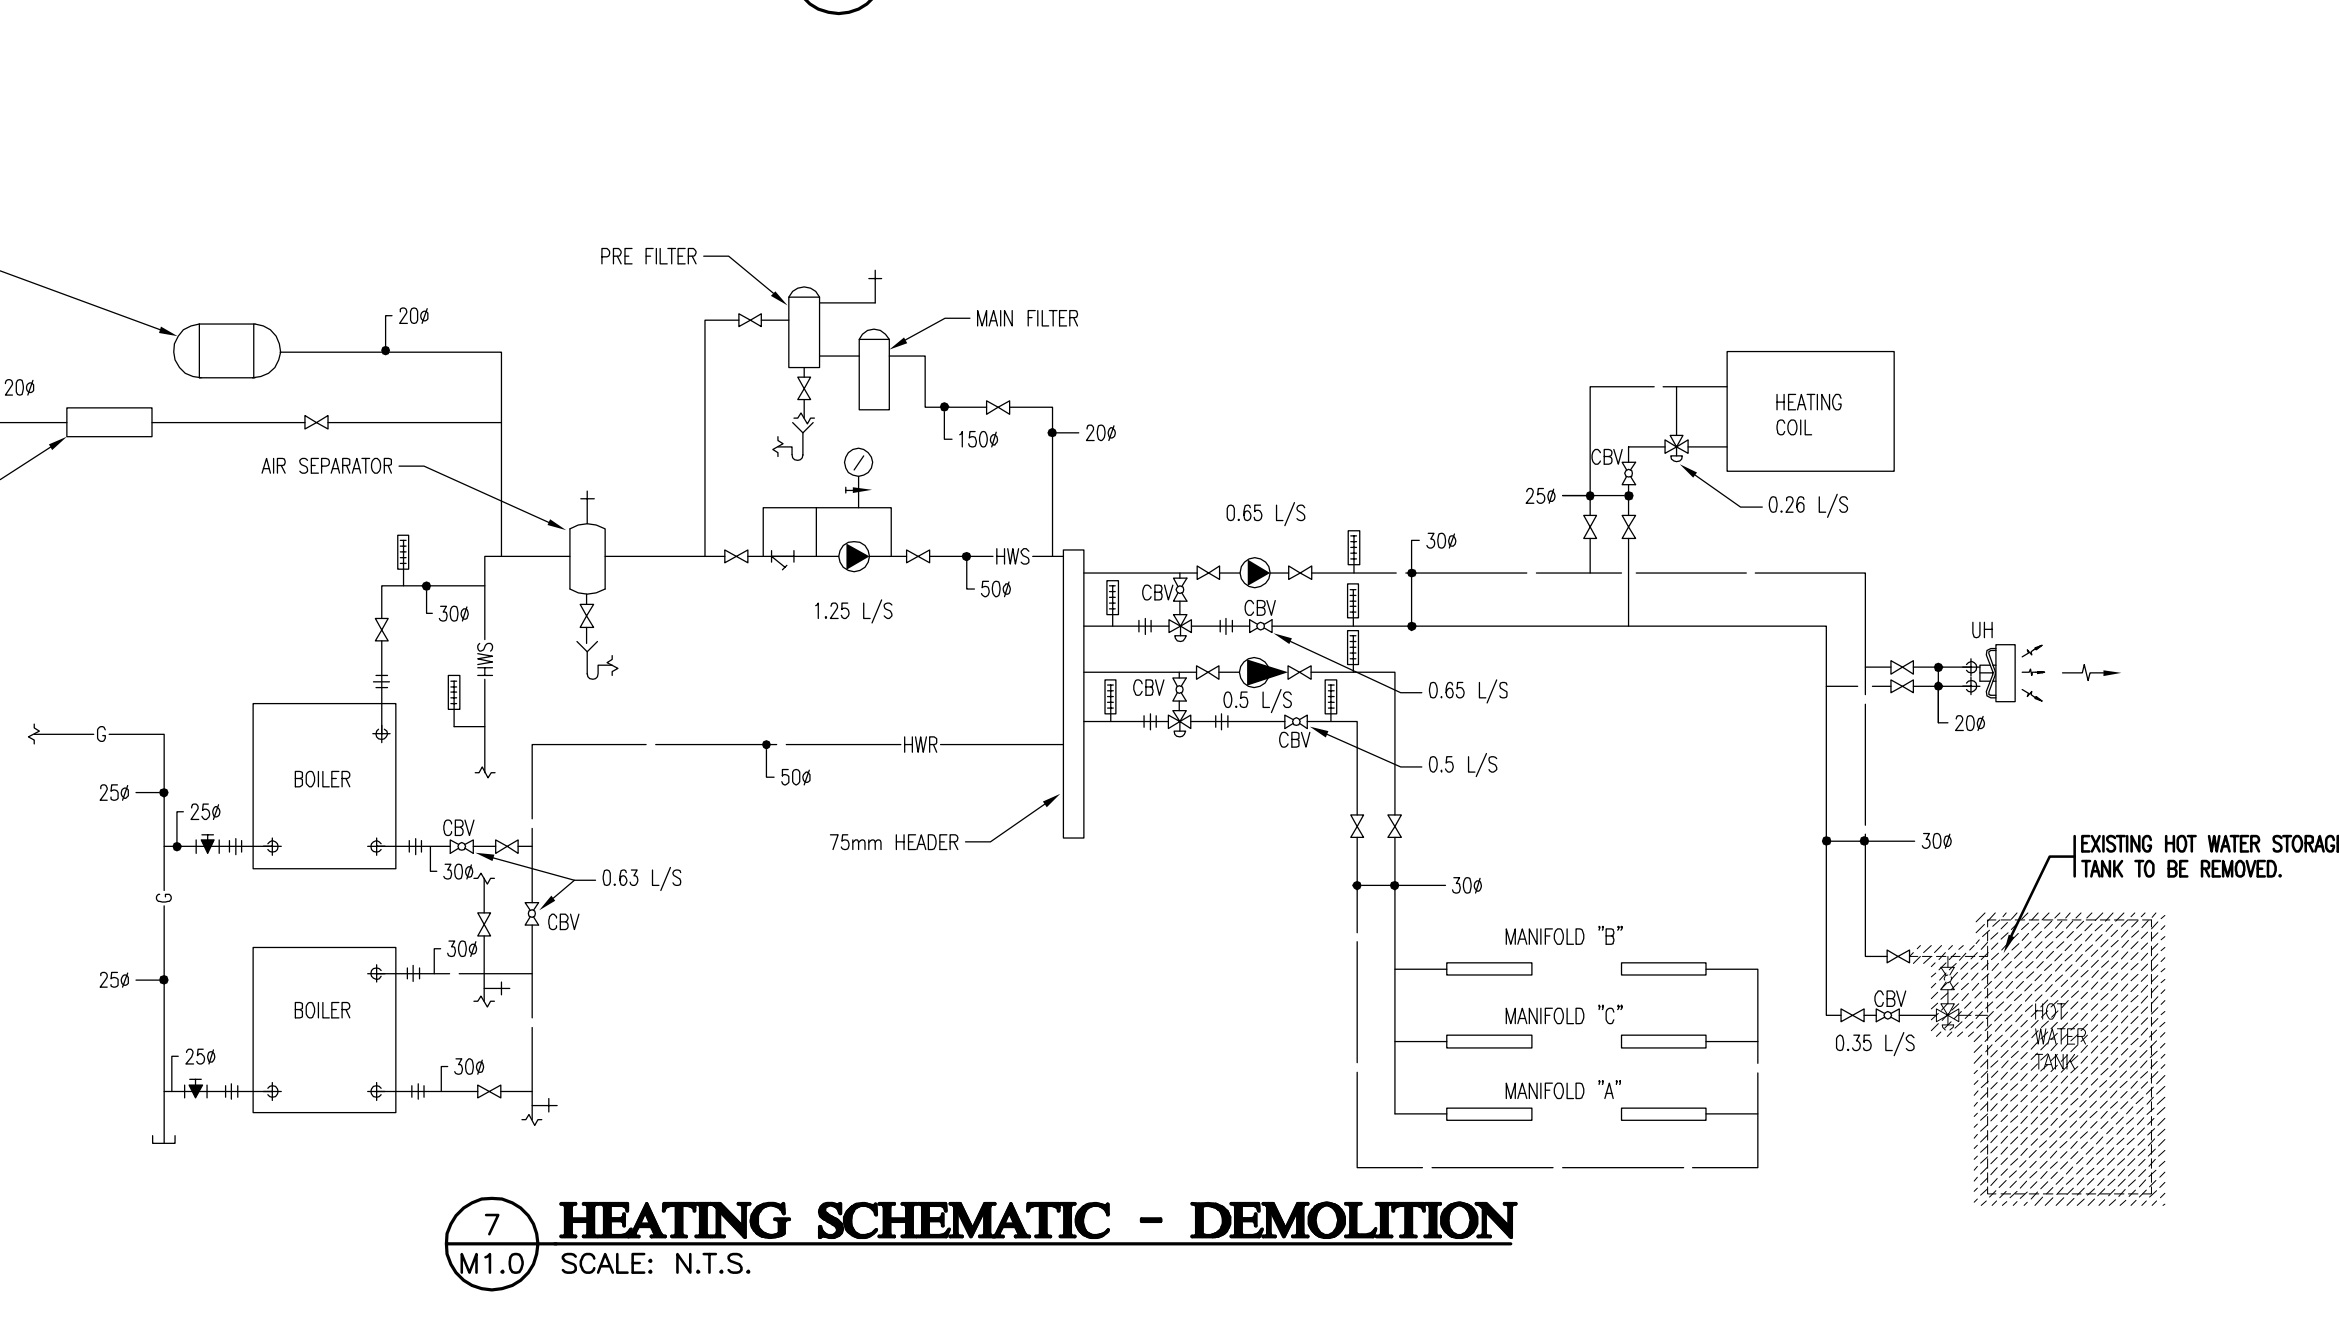 PRE FILTER
MAIN FILTER
20ø
20ø
150ø
20ø
AIR SEPARATOR
HEATING
COIL
CBV
25ø
0.26 L/S
0.65 L/S
30ø
HWS
50ø
1.25 L/S
30ø
HWS
CBV
CBV
UH
CBV
0.5 L/S
0.65 L/S
20ø
CBV
0.5 L/S
G
HWR
50ø
BOILER
25ø
25ø
CBV
30ø
0.63 L/S
CBV
75mm HEADER
30ø
EXISTING HOT WATER STORAG
TANK TO BE REMOVED.
G
30ø
MANIFOLD "B"
30ø
25ø
BOILER
MANIFOLD "C"
CBV
0.35 L/S
HOT
WATER
TANK
25ø
30ø
MANIFOLD "A"
7
M1.0
HEATING SCHEMATIC - DEMOLITION
SCALE: N.T.S.